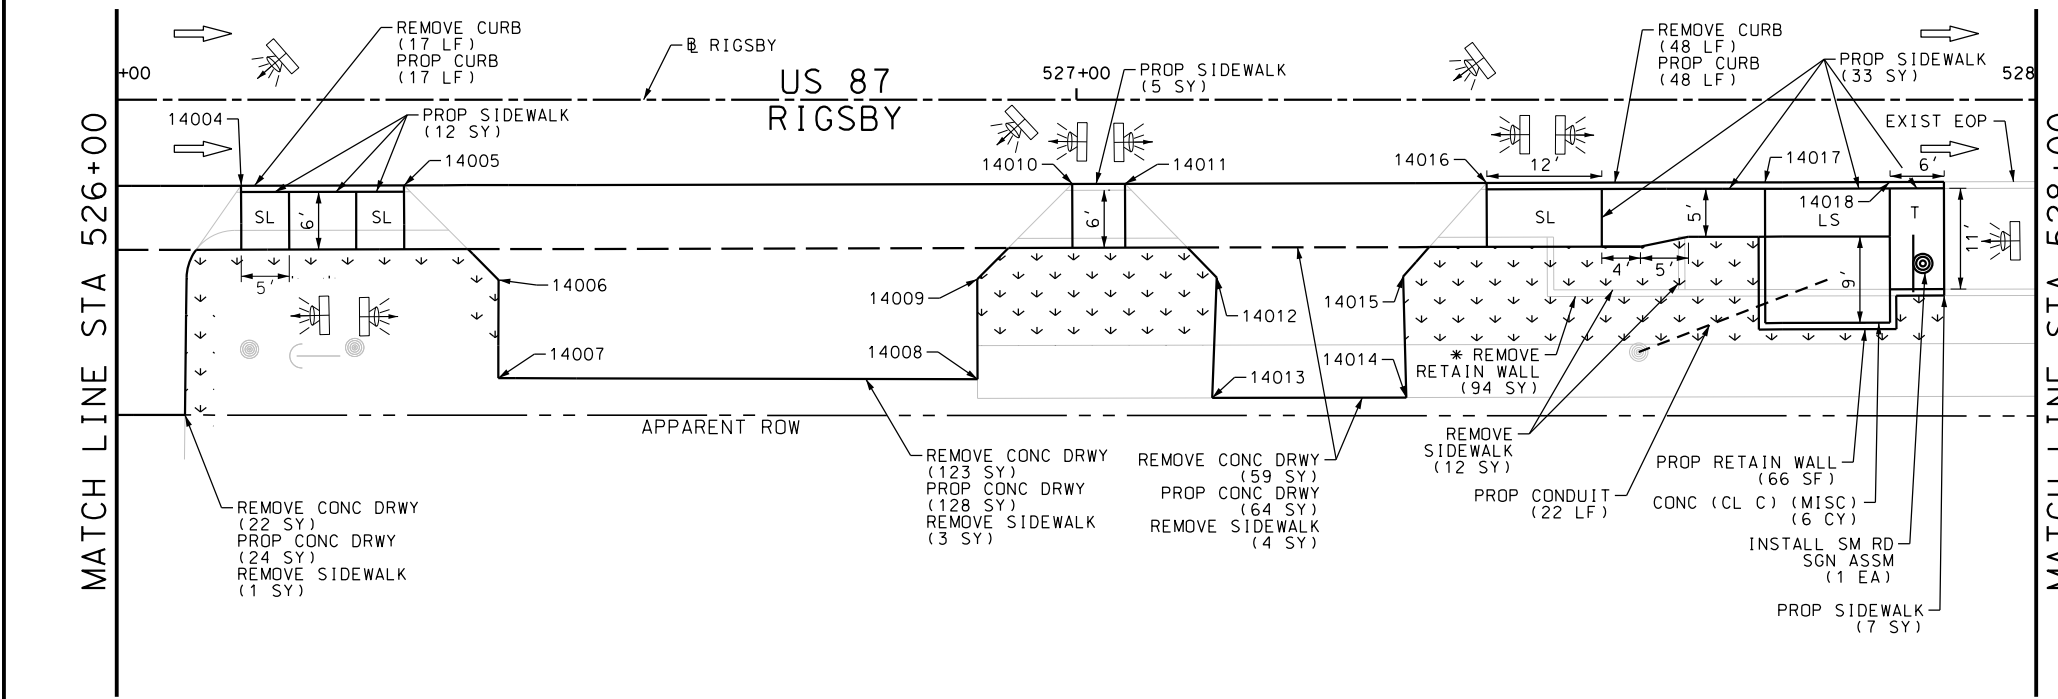 REMOVE CURB
(17 LF)
PROP CURB
(17 LF)
℄ RIGSBY
US 87
RIGSBY
+00
527+00
528
PROP SIDEWALK
(5 SY)
REMOVE CURB
(48 LF)
PROP CURB
(48 LF)
PROP SIDEWALK
(33 SY)
EXIST EOP
14004
PROP SIDEWALK
(12 SY)
14005
14010
14011
14016
12'
14017
6'
14018
SL
6'
SL
6'
SL
5'
LS
T
11'
5'
4'
5'
9'
14006
14009
14012
14015
14007
14008
14013
14014
* REMOVE
RETAIN WALL
(94 SY)
APPARENT ROW
REMOVE CONC DRWY
(22 SY)
PROP CONC DRWY
(24 SY)
REMOVE SIDEWALK
(1 SY)
REMOVE CONC DRWY
(123 SY)
PROP CONC DRWY
(128 SY)
REMOVE SIDEWALK
(3 SY)
REMOVE CONC DRWY
(59 SY)
PROP CONC DRWY
(64 SY)
REMOVE SIDEWALK
(4 SY)
REMOVE
SIDEWALK
(12 SY)
PROP CONDUIT
(22 LF)
PROP RETAIN WALL
(66 SF)
CONC (CL C) (MISC)
(6 CY)
INSTALL SM RD
SGN ASSM
(1 EA)
PROP SIDEWALK
(7 SY)
MATCH LINE STA 526+00
MATCH LINE STA 528+00